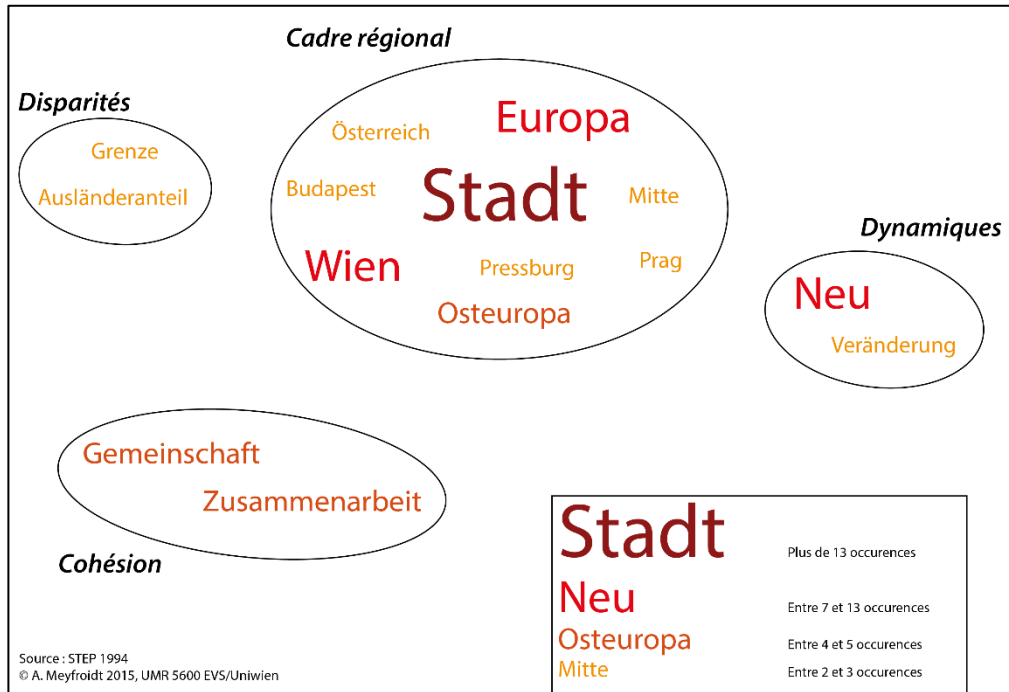 Cadre régional
Disparités
Grenze
Ausländeranteil
Österreich
Europa
Budapest
Stadt
Mitte
Wien
Pressburg
Prag
Osteuropa
Dynamiques
Neu
Veränderung
Gemeinschaft
Zusammenarbeit
Cohésion
Stadt Plus de 13 occurences
Neu Entre 7 et 13 occurences
Osteuropa Entre 4 et 5 occurences
Mitte Entre 2 et 3 occurences
Source : STEP 1994
© A. Meyfroidt 2015, UMR 5600 EVS/Uniwien